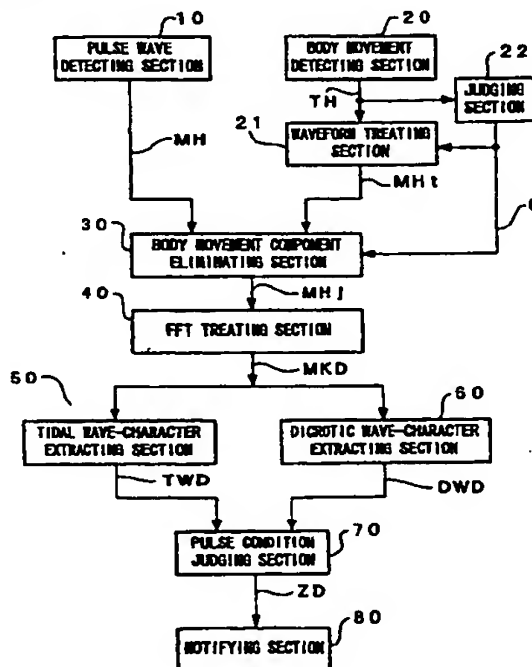 10
PULSE WAVE
DETECTING SECTION
20
BODY MOVEMENT
DETECTING SECTION
22
JUDGING
SECTION
TH
21
WAVEFORM TREATING
SECTION
MH
MHt
30
BODY MOVEMENT COMPONENT
ELIMINATING SECTION
MHj
40
FFT TREATING SECTION
MKD
50
TIDAL WAVE-CHARACTER
EXTRACTING SECTION
60
DICROTIC WAVE-CHARACTER
EXTRACTING SECTION
TWD
DWD
70
PULSE CONDITION
JUDGING SECTION
ZD
80
NOTIFYING SECTION